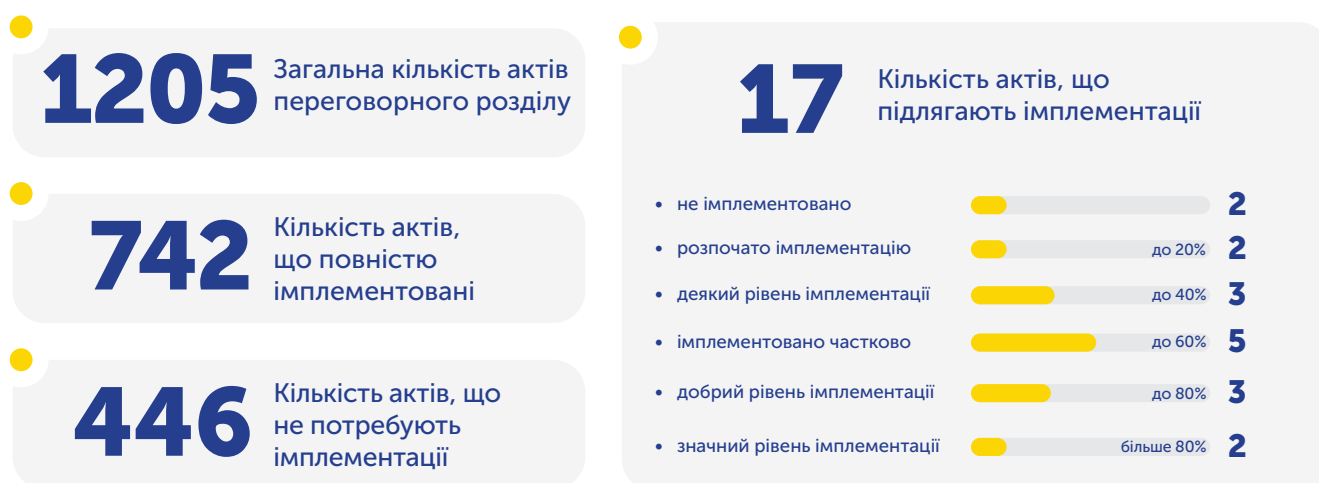 1205
Загальна кількість актів
переговорного розділу
742
Кількість актів,
що повністю
імплементовані
446
Кількість актів, що
не потребують
імплементації
17
Кількість актів, що
підлягають імплементації
• не імплементовано 2
• розпочато імплементацію до 20% 2
• деякий рівень імплементації до 40% 3
• імплементовано частково до 60% 5
• добрий рівень імплементації до 80% 3
• значний рівень імплементації більше 80% 2